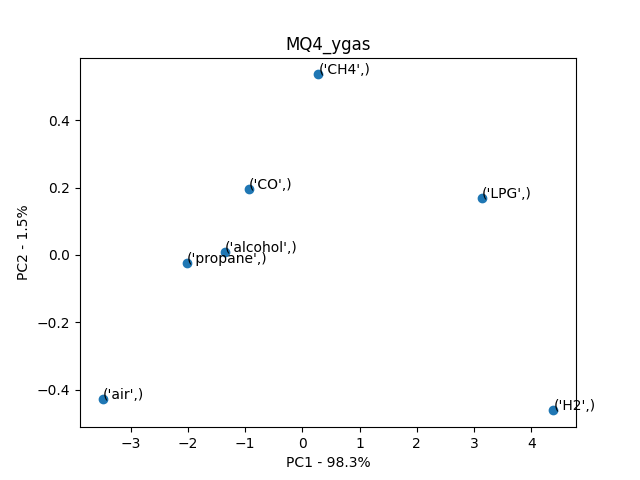 MQ4_ygas
('CH4',)
0.4
('CO',)
0.2
('LPG',)
('alcohol',)
0.0
('propane',)
−0.2
−0.4
('air',)
('H2',)
PC2 - 1.5%
−3 −2 −1 0 1 2 3 4
PC1 - 98.3%